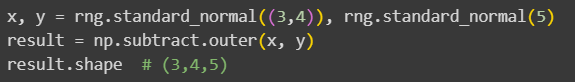 x, y = rng.standard_normal((3,4)), rng.standard_normal(5)
result = np.subtract.outer(x, y)
result.shape  # (3,4,5)